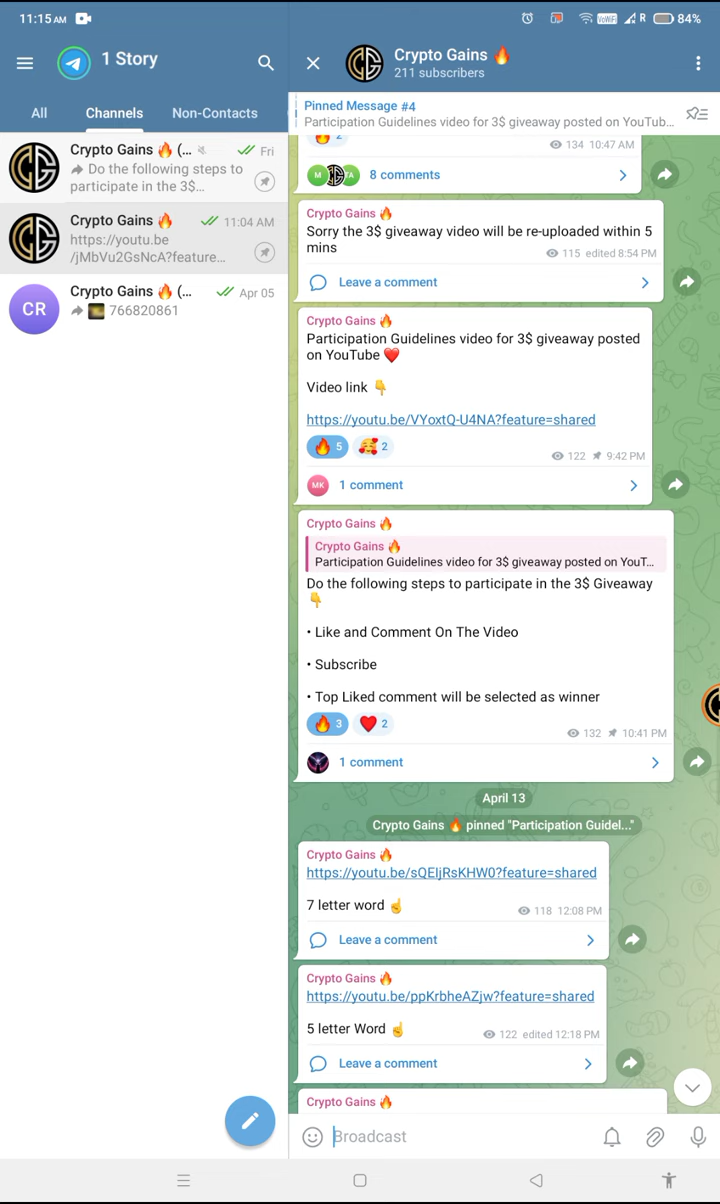 11:15 AM
VoWiFi
R
84%
1 Story
All
Channels
Non-Contacts
Crypto Gains 🔥 (...
Fri
Do the following steps to
participate in the 3$...
Crypto Gains 🔥
11:04 AM
https://youtu.be
/jMbVu2GsNcA?feature...
CR
Crypto Gains 🔥 (...
Apr 05
766820861
Crypto Gains 🔥
211 subscribers
Pinned Message #4
Participation Guidelines video for 3$ giveaway posted on YouTub...
🔥 2
134 10:47 AM
M
TA
8 comments
Crypto Gains 🔥
Sorry the 3$ giveaway video will be re-uploaded within 5
mins
115 edited 8:54 PM
Leave a comment
Crypto Gains 🔥
Participation Guidelines video for 3$ giveaway posted
on YouTube ❤️
Video link 👇
https://youtu.be/VYoxtQ-U4NA?feature=shared
🔥 5 🥰 2
122 9:42 PM
MK
1 comment
Crypto Gains 🔥
Crypto Gains 🔥
Participation Guidelines video for 3$ giveaway posted on YouT...
Do the following steps to participate in the 3$ Giveaway
👇
• Like and Comment On The Video
• Subscribe
• Top Liked comment will be selected as winner
🔥 3 ❤️ 2
132 10:41 PM
1 comment
April 13
Crypto Gains 🔥 pinned "Participation Guidel..."
Crypto Gains 🔥
https://youtu.be/sQEIjRsKHW0?feature=shared
7 letter word ☝️
118 12:08 PM
Leave a comment
Crypto Gains 🔥
https://youtu.be/ppKrbheAZjw?feature=shared
5 letter Word ☝️
122 edited 12:18 PM
Leave a comment
Crypto Gains 🔥
Broadcast